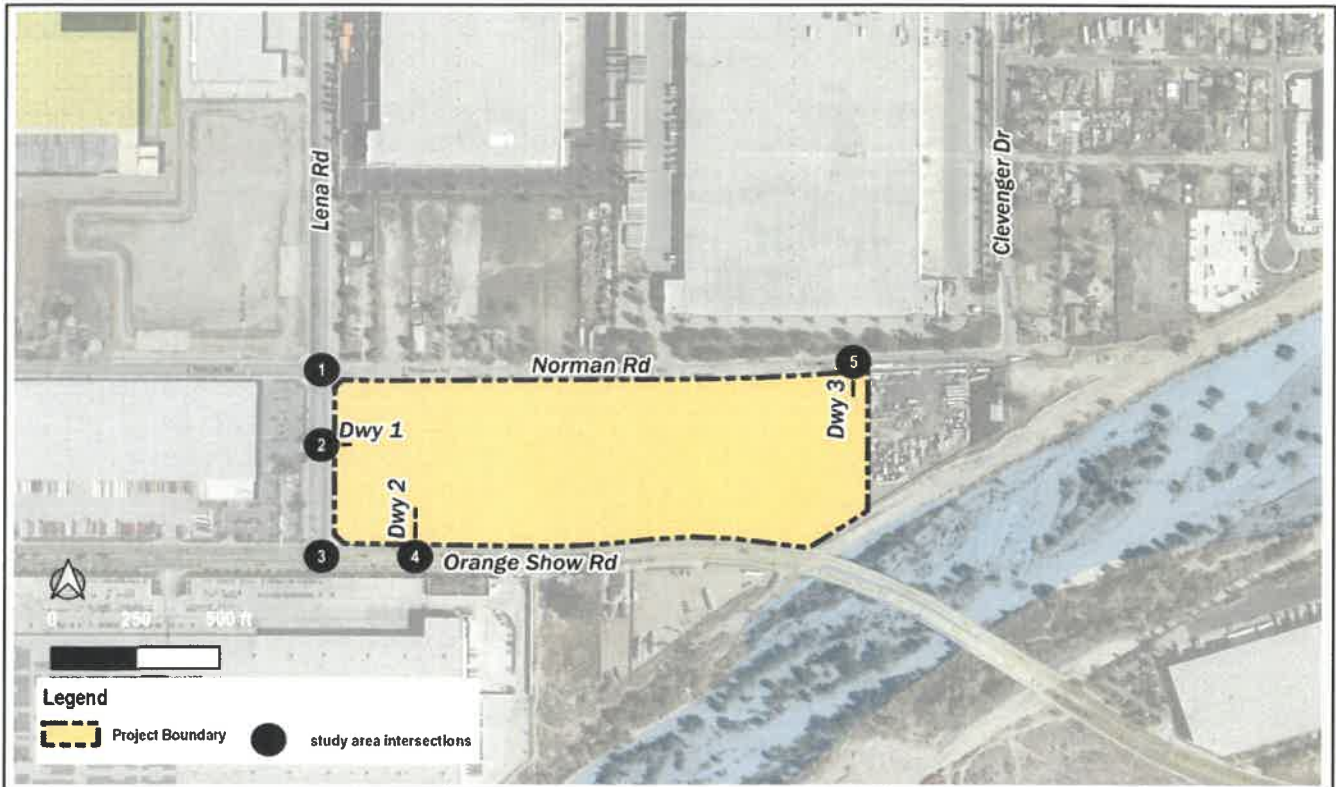 Lena Rd
Clevenger Dr
1
Norman Rd
5
Dwy 3
2
Dwy 1
Dwy 2
3
4
Orange Show Rd
0 250 500 ft
Legend
Project Boundary
study area intersections